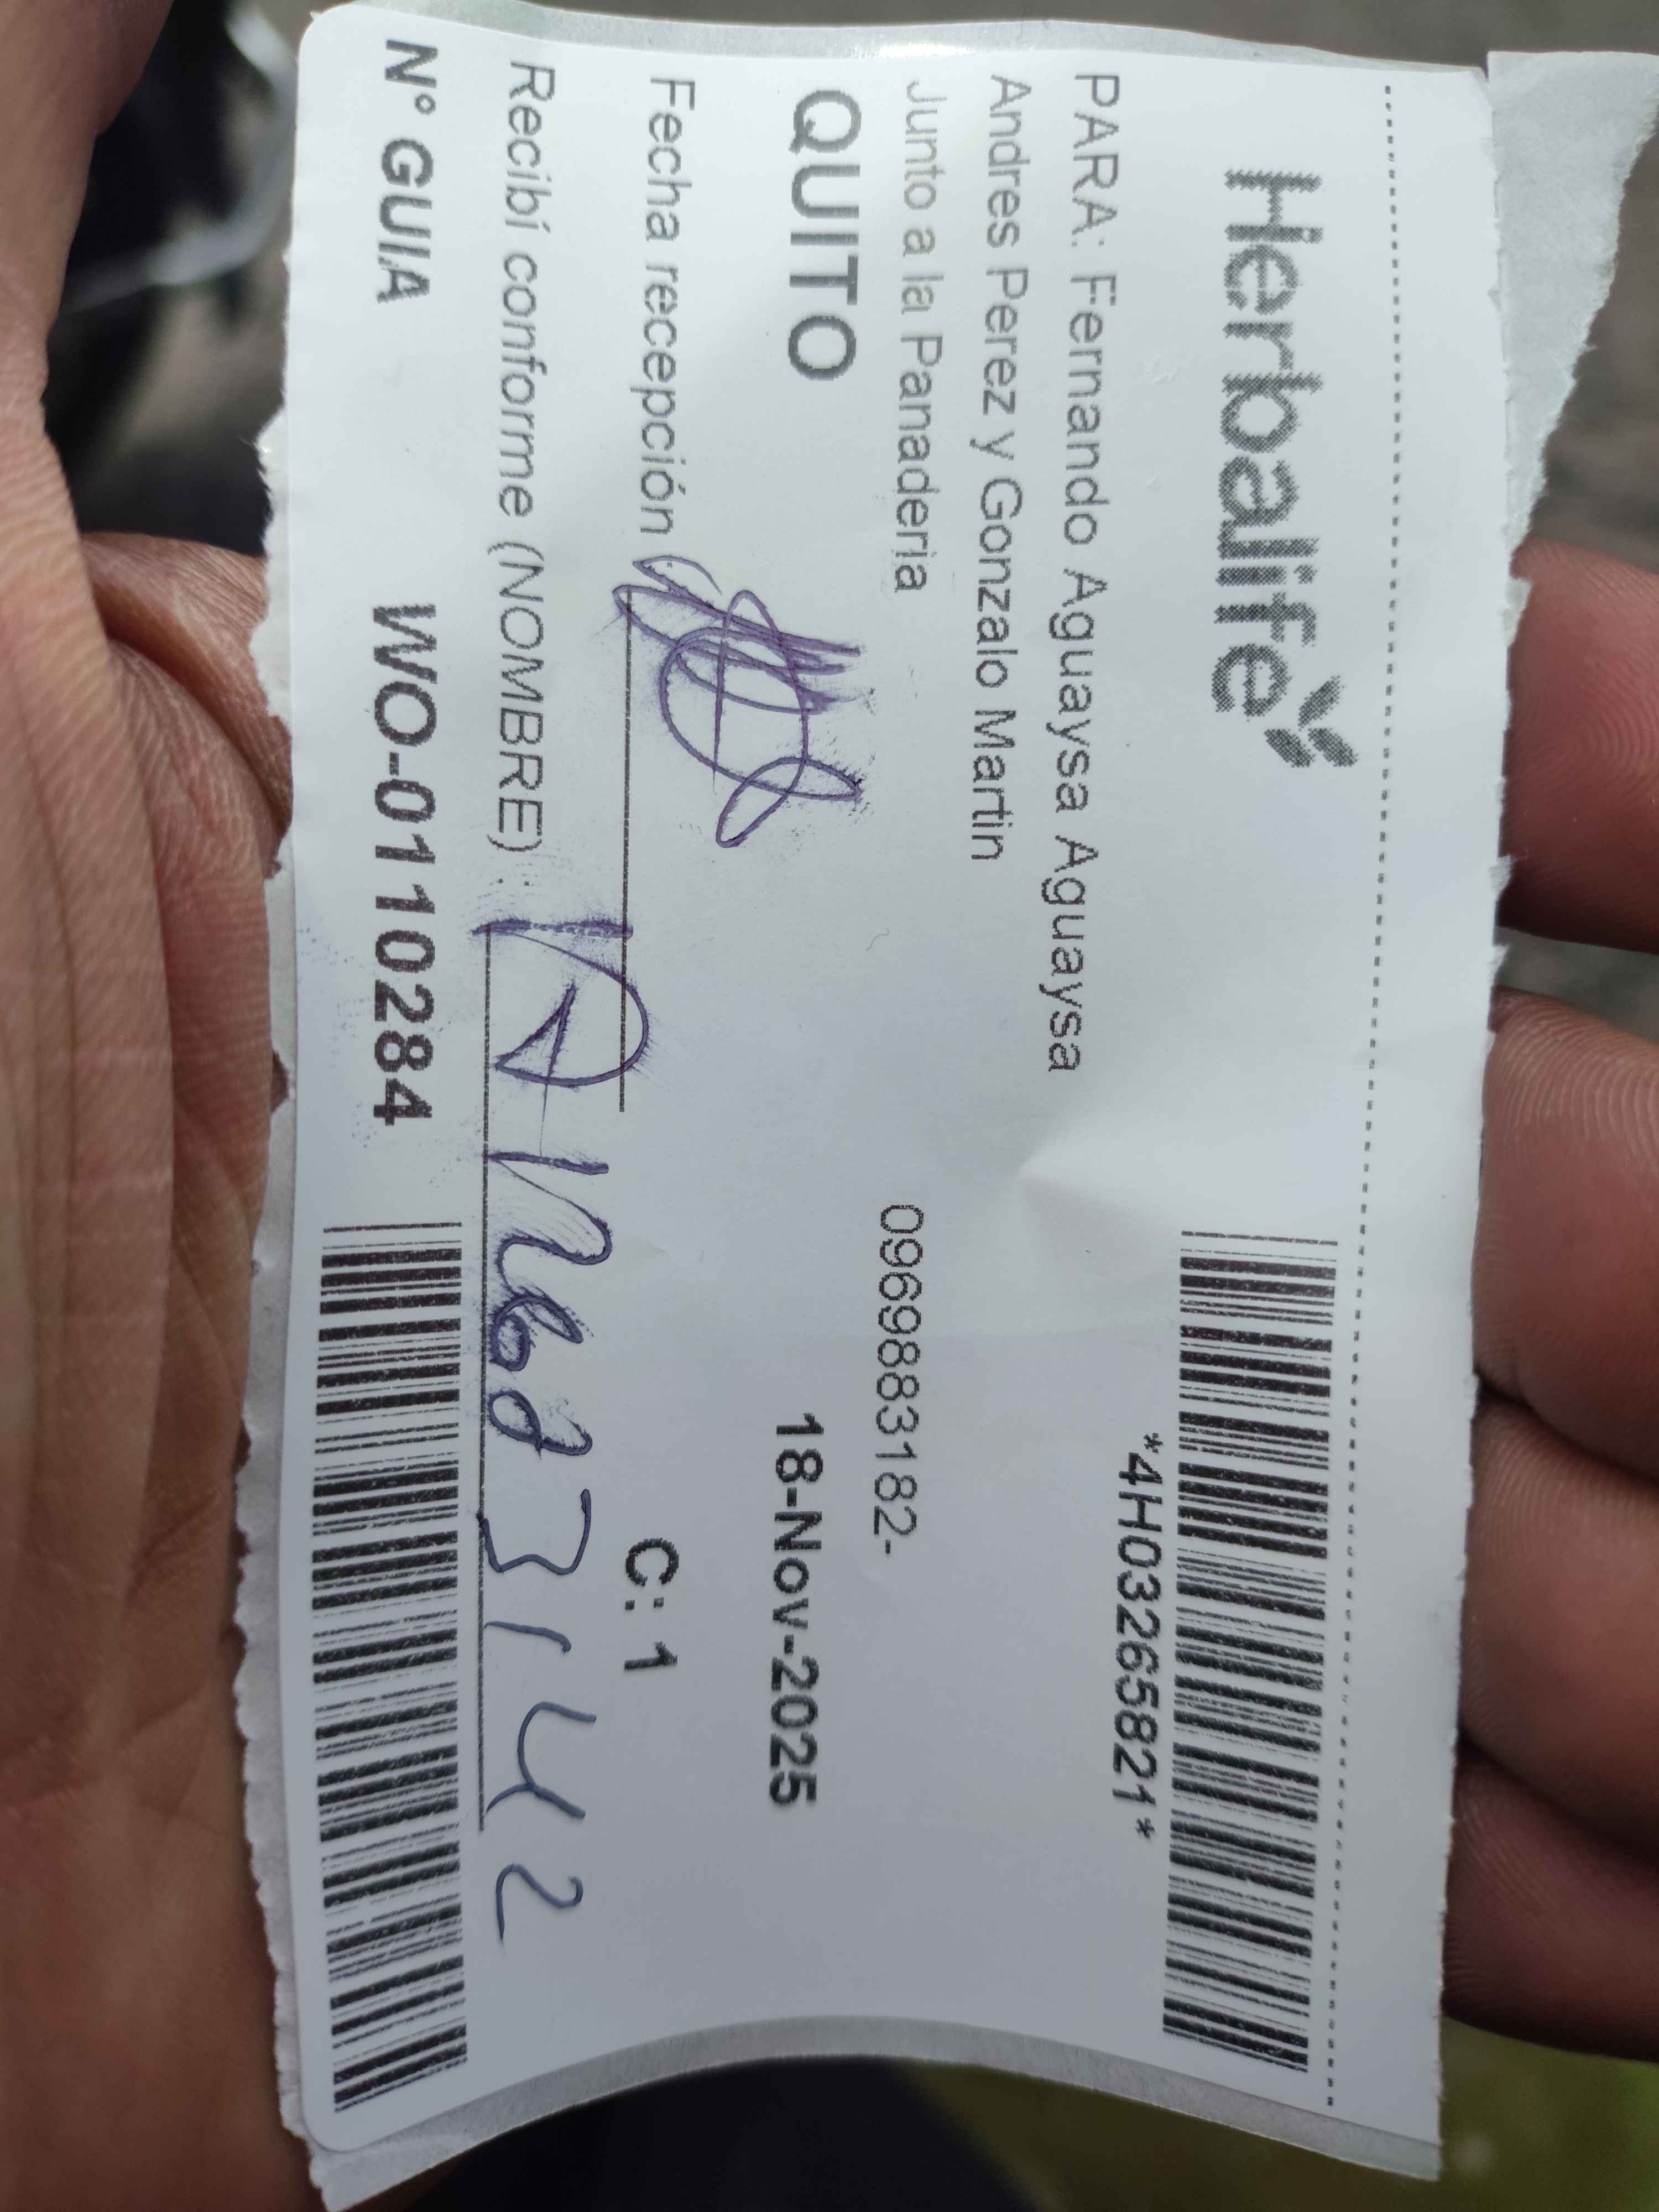 Herbalife
*4H03265821*
PARA: Fernando Aguaysa Aguaysa
Andres Perez y Gonzalo Martin
Junto a la Panaderia
0969883182-
QUITO
18-Nov-2025
Fecha recepción
C: 1
Recibí conforme (NOMBRE) :
N° GUIA WO-0110284